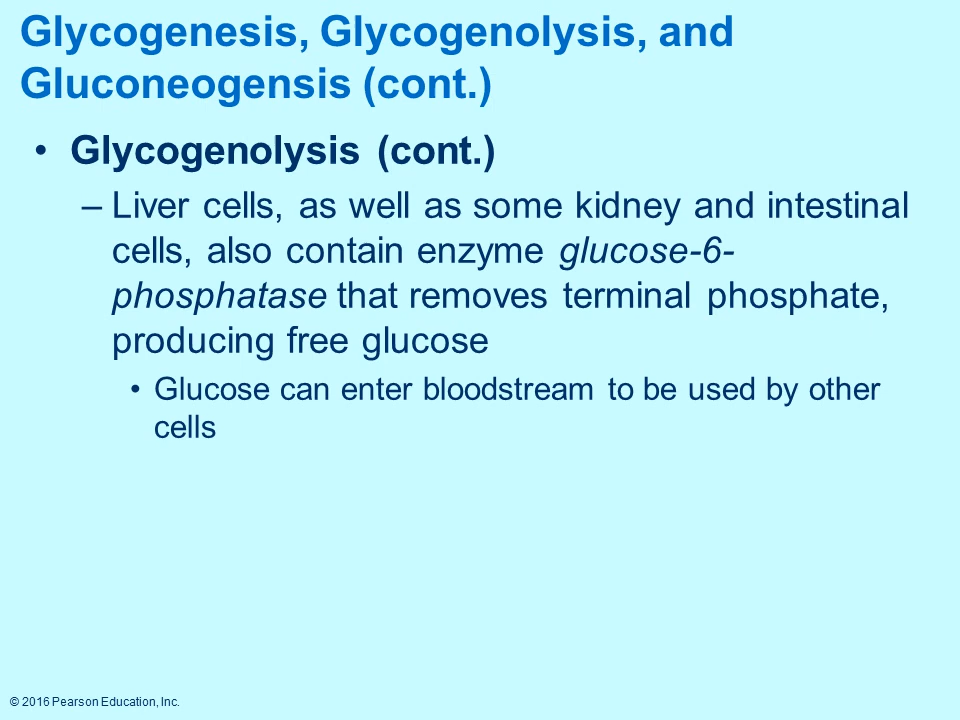 Glycogenesis, Glycogenolysis, and
Gluconeogensis (cont.)
• Glycogenolysis (cont.)
– Liver cells, as well as some kidney and intestinal
cells, also contain enzyme glucose-6-
phosphatase that removes terminal phosphate,
producing free glucose
• Glucose can enter bloodstream to be used by other
cells
© 2016 Pearson Education, Inc.